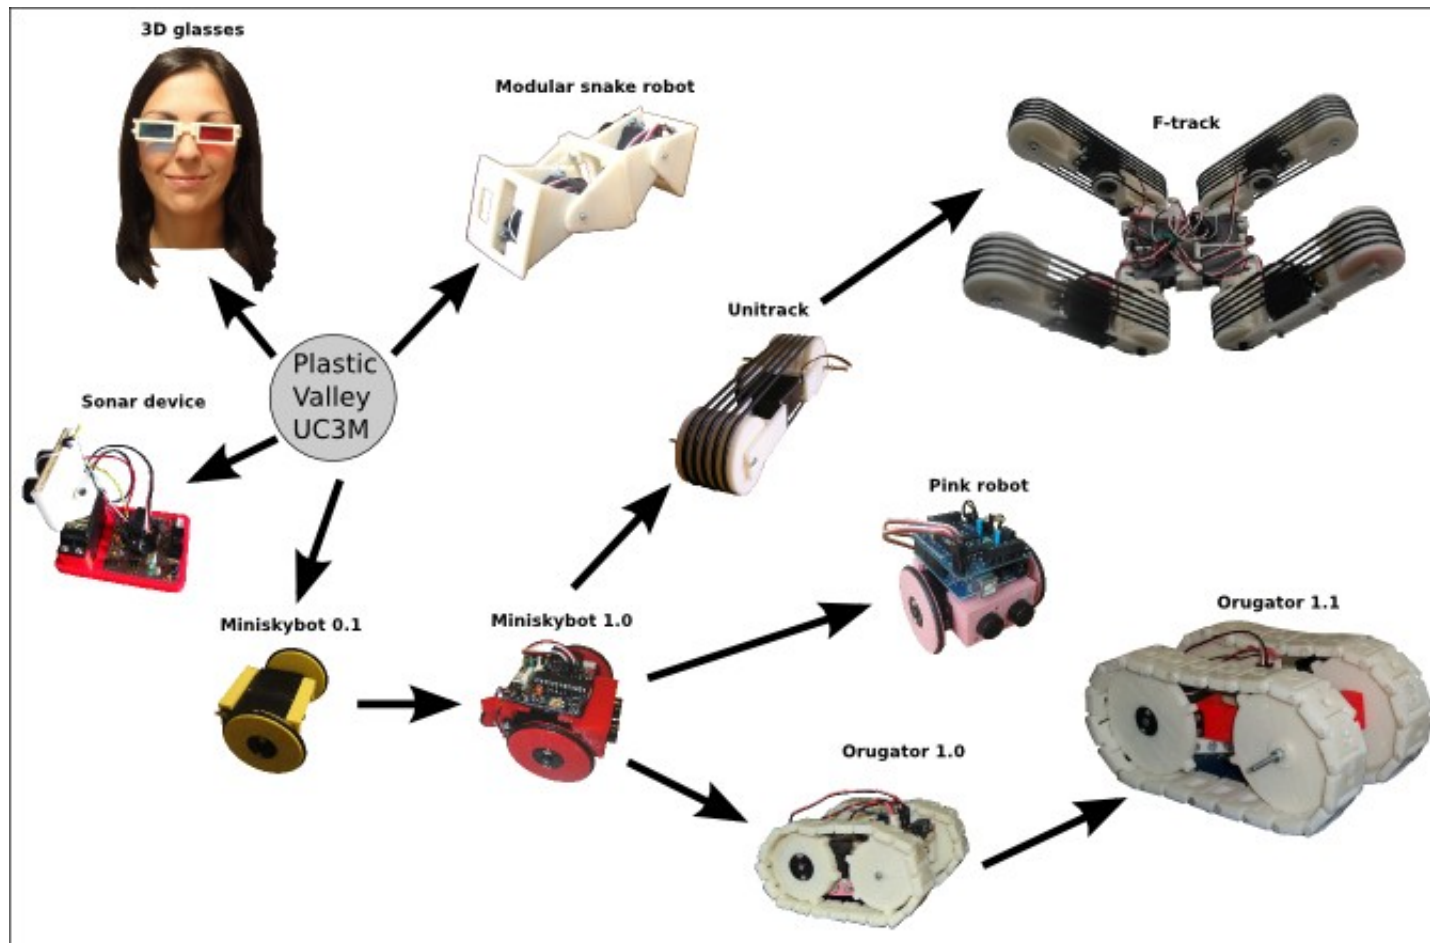 3D glasses
Modular snake robot
F-track
Unitrack
Plastic
Valley
UC3M
Sonar device
Pink robot
Miniskybot 0.1
Miniskybot 1.0
Orugator 1.1
Orugator 1.0